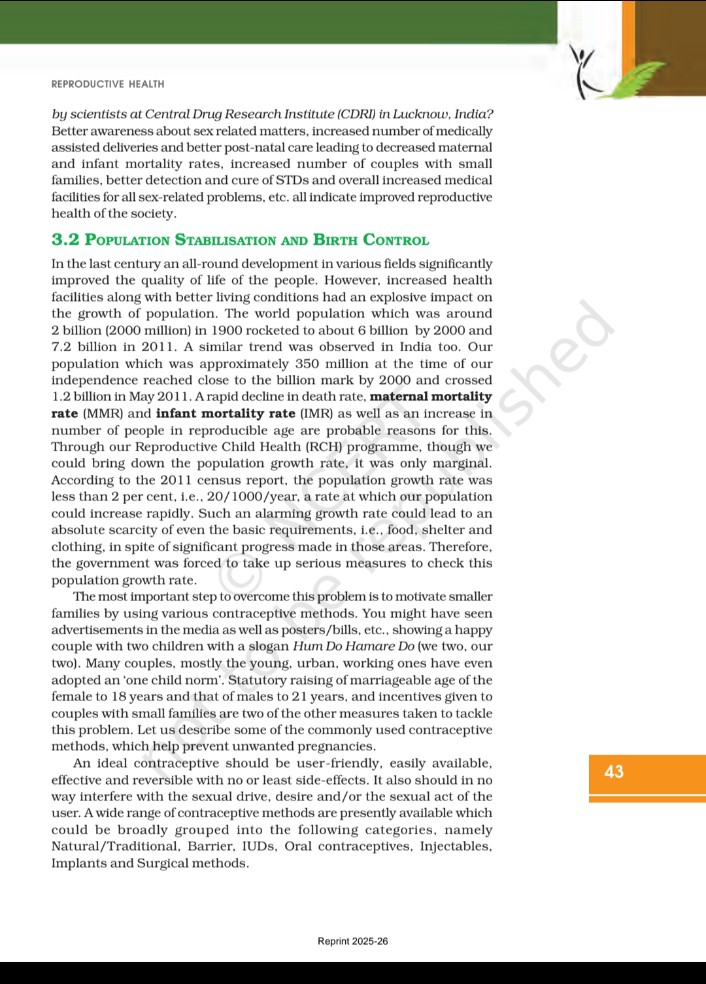 REPRODUCTIVE HEALTH
by scientists at Central Drug Research Institute (CDRI) in Lucknow, India?
Better awareness about sex related matters, increased number of medically
assisted deliveries and better post-natal care leading to decreased maternal
and infant mortality rates, increased number of couples with small
families, better detection and cure of STDs and overall increased medical
facilities for all sex-related problems, etc. all indicate improved reproductive
health of the society.
3.2 POPULATION STABILISATION AND BIRTH CONTROL
In the last century an all-round development in various fields significantly
improved the quality of life of the people. However, increased health
facilities along with better living conditions had an explosive impact on
the growth of population. The world population which was around
2 billion (2000 million) in 1900 rocketed to about 6 billion by 2000 and
7.2 billion in 2011. A similar trend was observed in India too. Our
population which was approximately 350 million at the time of our
independence reached close to the billion mark by 2000 and crossed
1.2 billion in May 2011. A rapid decline in death rate, maternal mortality
rate (MMR) and infant mortality rate (IMR) as well as an increase in
number of people in reproducible age are probable reasons for this.
Through our Reproductive Child Health (RCH) programme, though we
could bring down the population growth rate, it was only marginal.
According to the 2011 census report, the population growth rate was
less than 2 per cent, i.e., 20/1000/year, a rate at which our population
could increase rapidly. Such an alarming growth rate could lead to an
absolute scarcity of even the basic requirements, i.e., food, shelter and
clothing, in spite of significant progress made in those areas. Therefore,
the government was forced to take up serious measures to check this
population growth rate.
The most important step to overcome this problem is to motivate smaller
families by using various contraceptive methods. You might have seen
advertisements in the media as well as posters/bills, etc., showing a happy
couple with two children with a slogan Hum Do Hamare Do (we two, our
two). Many couples, mostly the young, urban, working ones have even
adopted an 'one child norm'. Statutory raising of marriageable age of the
female to 18 years and that of males to 21 years, and incentives given to
couples with small families are two of the other measures taken to tackle
this problem. Let us describe some of the commonly used contraceptive
methods, which help prevent unwanted pregnancies.
An ideal contraceptive should be user-friendly, easily available,
effective and reversible with no or least side-effects. It also should in no
way interfere with the sexual drive, desire and/or the sexual act of the
user. A wide range of contraceptive methods are presently available which
could be broadly grouped into the following categories, namely
Natural/Traditional, Barrier, IUDs, Oral contraceptives, Injectables,
Implants and Surgical methods.
43
© NCERT
not to be republished
Reprint 2025-26